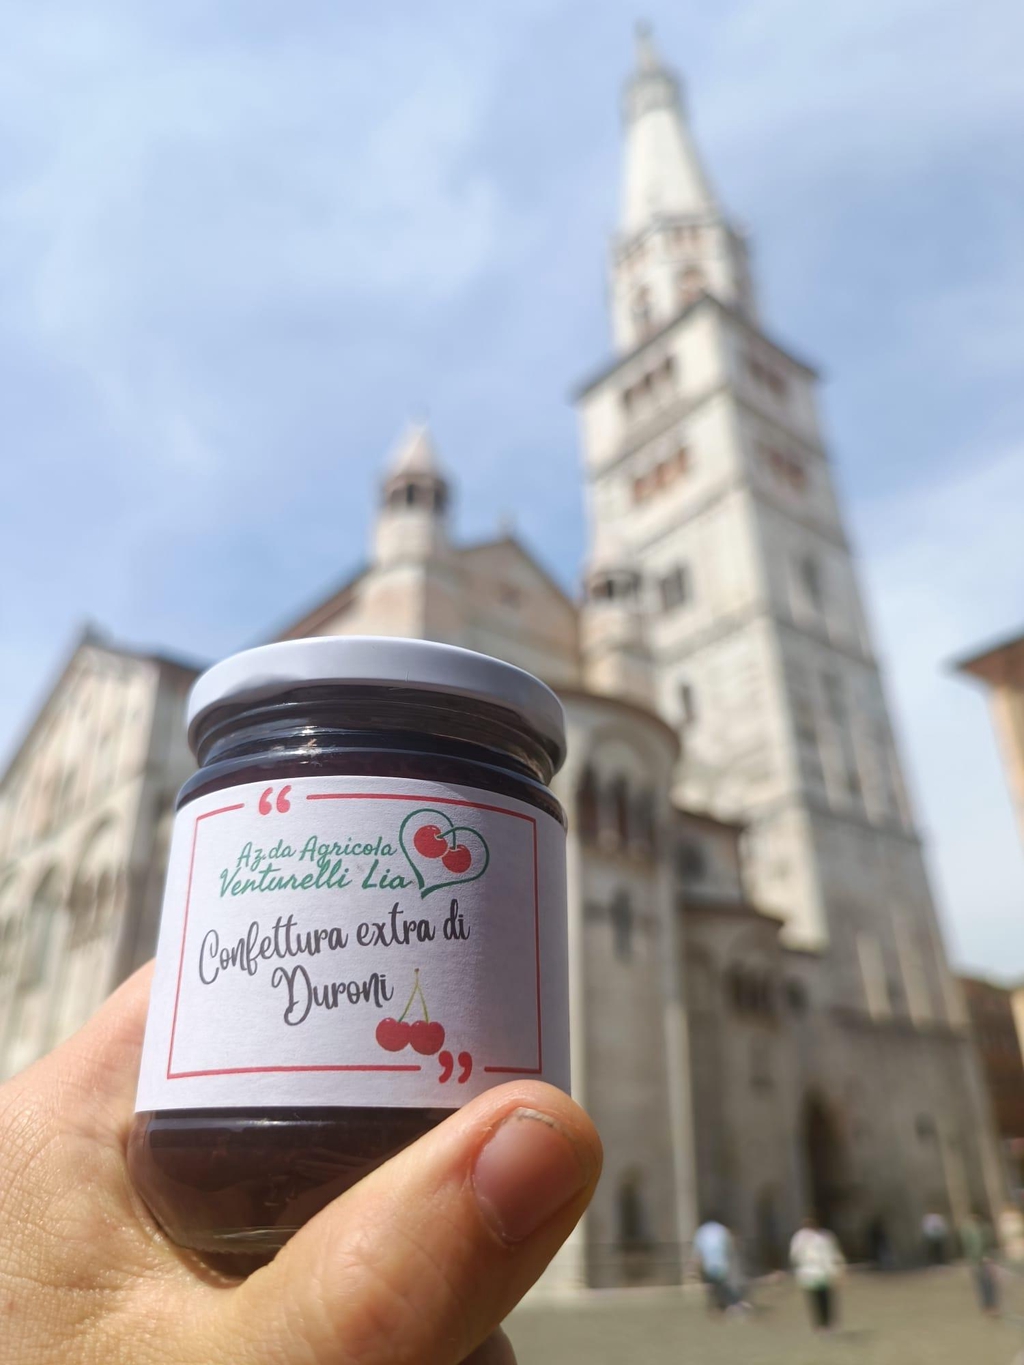 Az.da Agricola
Venturelli Lia
Confettura extra di
Duroni